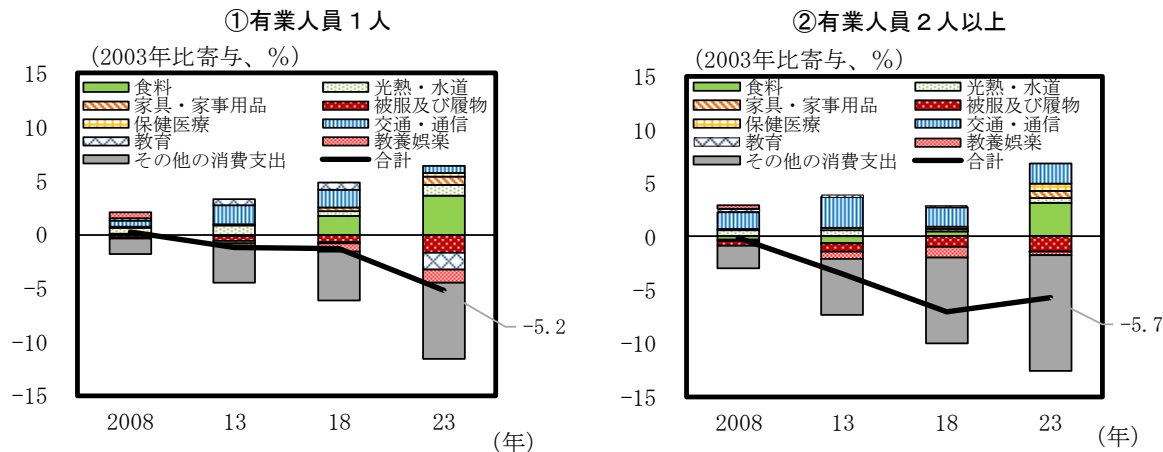 ①有業人員１人
(2003年比寄与、%)
15
10
5
0
-5
-10
-15
食料
光熱・水道
家具・家事用品
被服及び履物
保健医療
交通・通信
教育
教養娯楽
その他の消費支出
合計
-5.2
2008
13
18
23
(年)
②有業人員２人以上
(2003年比寄与、%)
15
10
5
0
-5
-10
-15
食料
光熱・水道
家具・家事用品
被服及び履物
保健医療
交通・通信
教育
教養娯楽
その他の消費支出
合計
-5.7
2008
13
18
23
(年)